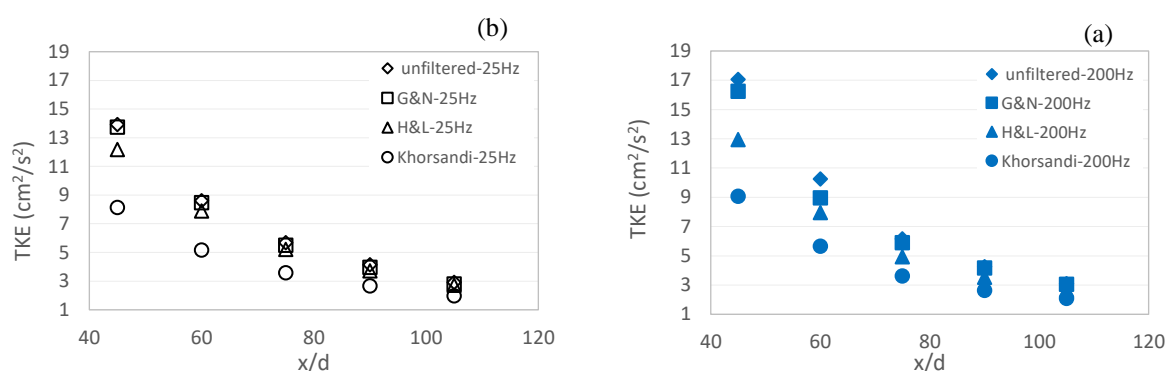 (b)
19
17
15
13
11
9
7
5
3
1
TKE (cm²/s²)
unfiltered-25Hz
G&N-25Hz
H&L-25Hz
Khorsandi-25Hz
40 60 80 100 120
x/d
(a)
19
17
15
13
11
9
7
5
3
1
TKE (cm²/s²)
unfiltered-200Hz
G&N-200Hz
H&L-200Hz
Khorsandi-200Hz
40 60 80 100 120
x/d